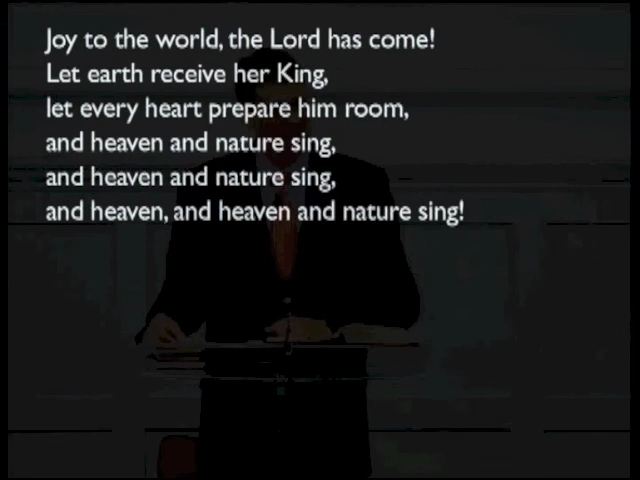 Joy to the world, the Lord has come!
Let earth receive her King,
let every heart prepare him room,
and heaven and nature sing,
and heaven and nature sing,
and heaven, and heaven and nature sing!